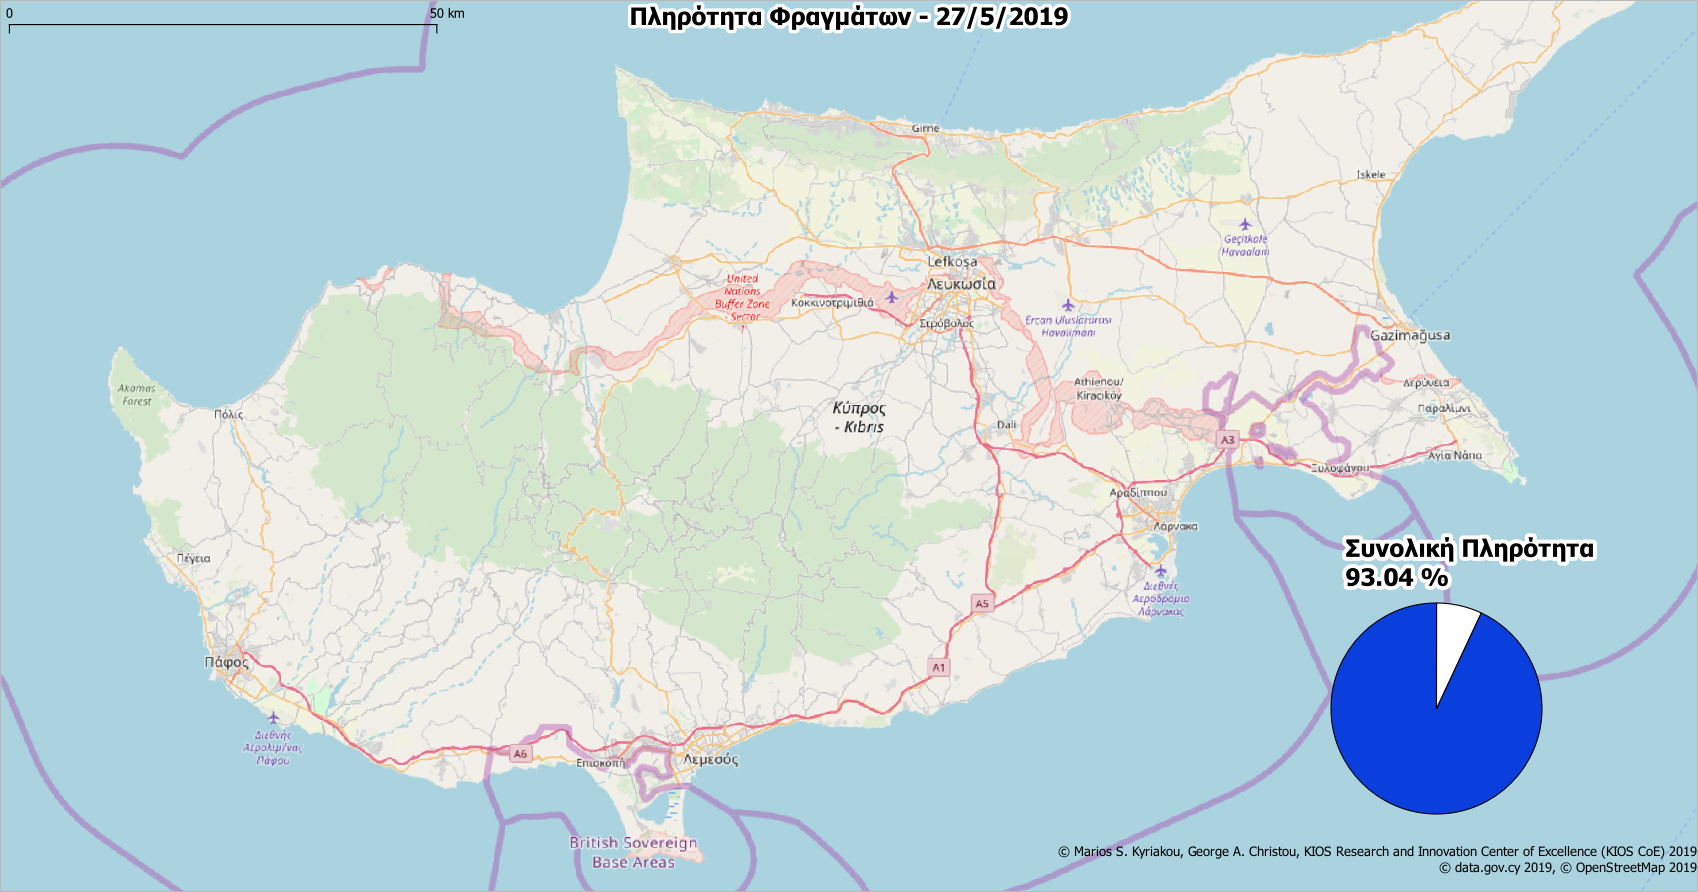 0
50 km
Πληρότητα Φραγμάτων - 27/5/2019
Girne
İskele
Geçitkale
Havaalanı
Lefkoşa
Λευκωσία
United
Nations
Buffer Zone
- Sector
Κοκκινοτριμιθιά
Στρόβολος
Ercan Uluslararası
Havalimanı
Gazimağusa
Akamas
Forest
Πόλις
Κύπρος
- Kıbrıs
Athienou/
Kiracıköy
Δερύνεια
Παραλίμνι
Dali
A3
Αγία Νάπα
Ξυλοφάγου
Αραδίππου
Λάρνακα
Πέγεια
Συνολική Πληρότητα
93.04 %
Διεθνές
Αεροδρόμιο
Λάρνακας
A5
Πάφος
A1
Διεθνής
Αερολιμένας
Πάφου
A6
Επισκοπή
Λεμεσός
British Sovereign
Base Areas
© Marios S. Kyriakou, George A. Christou, KIOS Research and Innovation Center of Excellence (KIOS CoE) 2019
© data.gov.cy 2019, © OpenStreetMap 2019